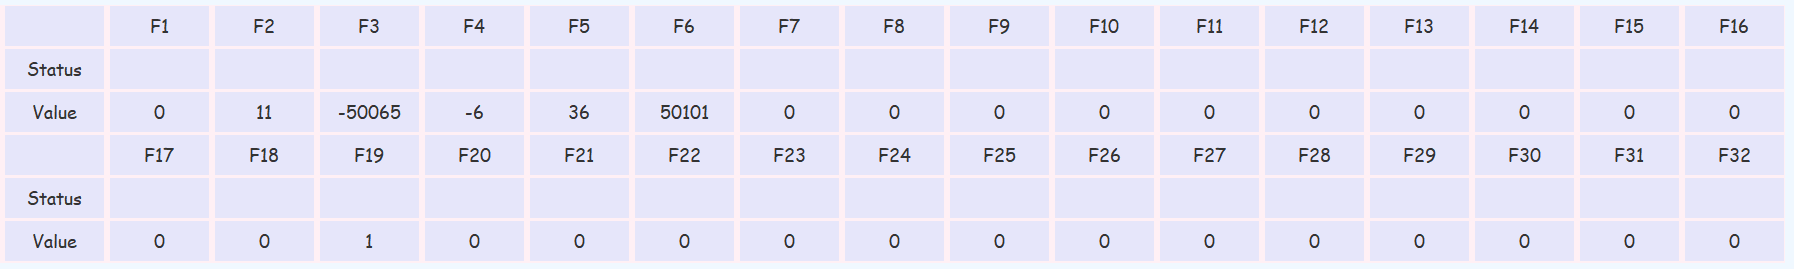 F1 F2 F3 F4 F5 F6 F7 F8 F9 F10 F11 F12 F13 F14 F15 F16
Status
Value 0 11 -50065 -6 36 50101 0 0 0 0 0 0 0 0 0 0
F17 F18 F19 F20 F21 F22 F23 F24 F25 F26 F27 F28 F29 F30 F31 F32
Status
Value 0 0 1 0 0 0 0 0 0 0 0 0 0 0 0 0